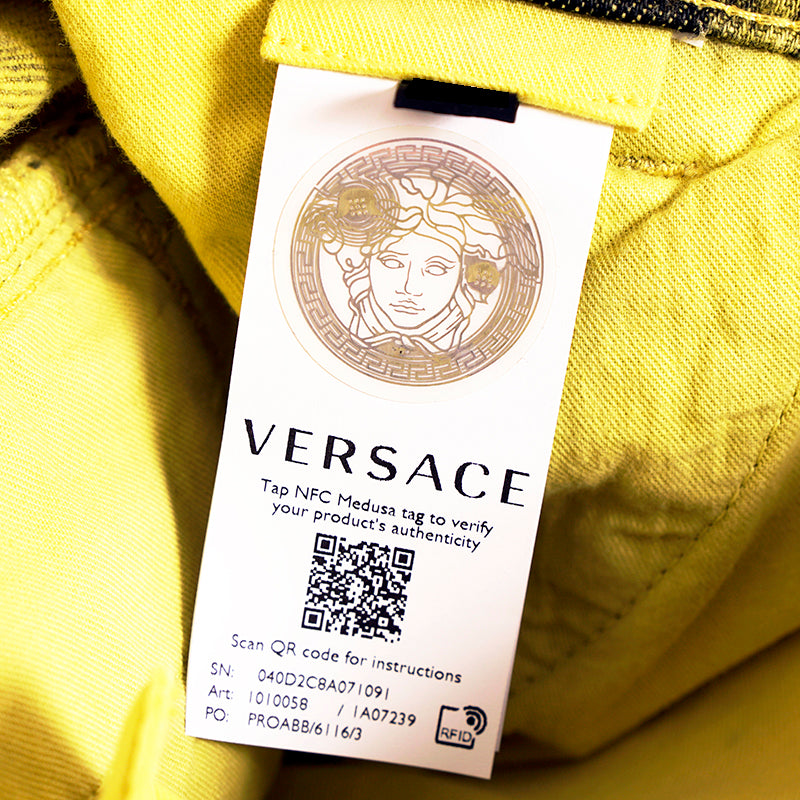 VERSACE
Tap NFC Medusa tag to verify
your product's authenticity
Scan QR code for instructions
SN: 040D2C8A071091
Art: 1010058 / 1A07239
PO: PROABB/6116/3
RFID